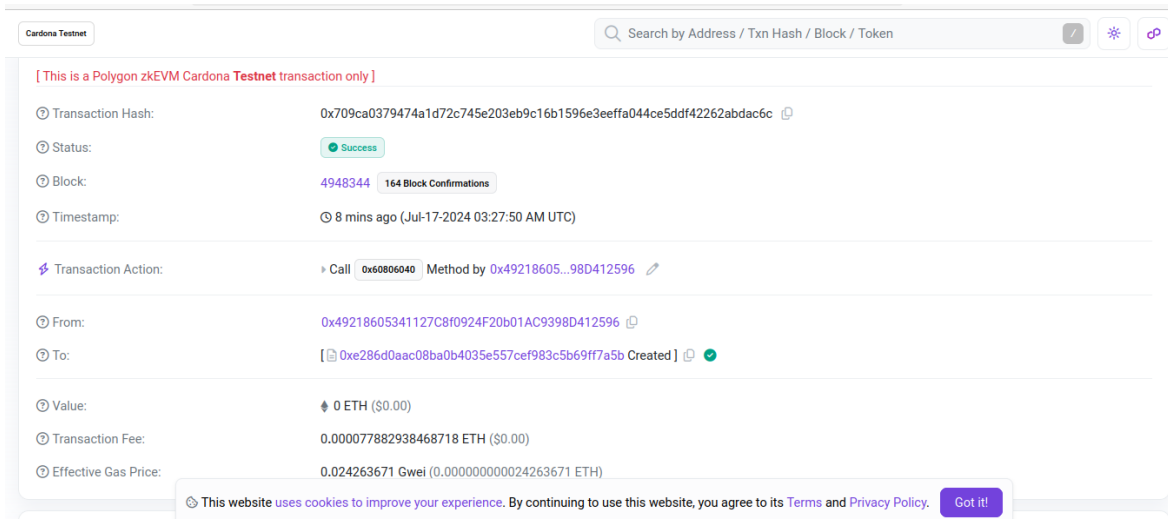 Cardona Testnet
Search by Address / Txn Hash / Block / Token /
[ This is a Polygon zkEVM Cardona Testnet transaction only ]
Transaction Hash: 0x709ca0379474a1d72c745e203eb9c16b1596e3eeffa044ce5ddf42262abdac6c
Status: Success
Block: 4948344 164 Block Confirmations
Timestamp: 8 mins ago (Jul-17-2024 03:27:50 AM UTC)
Transaction Action: Call 0x60806040 Method by 0x49218605...98D412596
From: 0x49218605341127C8f0924F20b01AC9398D412596
To: [ 0xe286d0aac08ba0b4035e557cef983c5b69ff7a5b Created ]
Value: 0 ETH ($0.00)
Transaction Fee: 0.000077882938468718 ETH ($0.00)
Effective Gas Price: 0.024263671 Gwei (0.000000000024263671 ETH)
This website uses cookies to improve your experience. By continuing to use this website, you agree to its Terms and Privacy Policy. Got it!